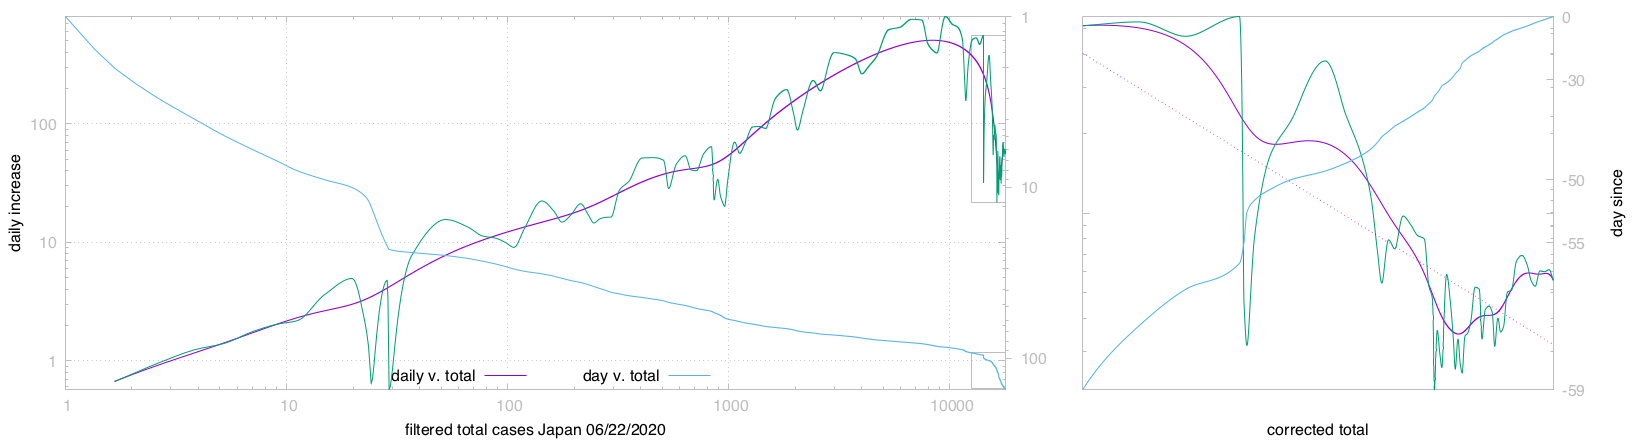 daily increase
100
10
1
1
10
100
1000
10000
1
10
100
daily v. total
day v. total
filtered total cases Japan 06/22/2020
0
-30
-50
-55
-59
day since
corrected total